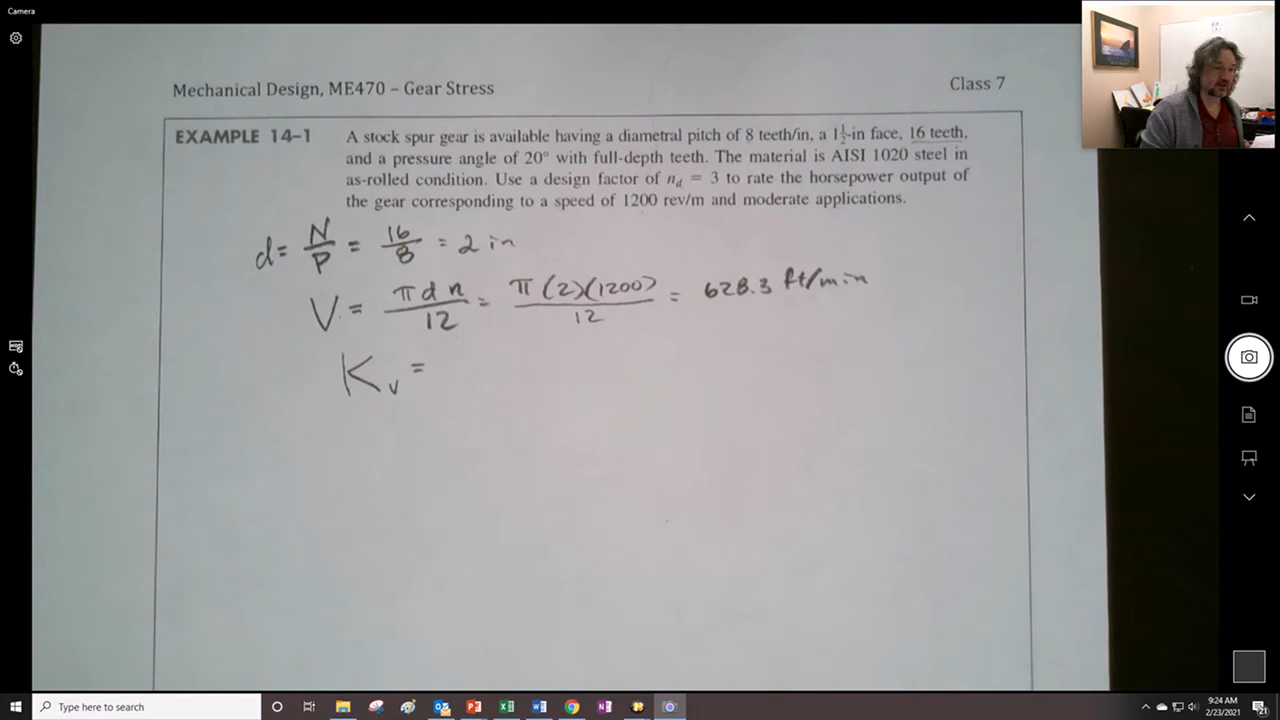 Camera
Mechanical Design, ME470 – Gear Stress
Class 7
EXAMPLE 14–1
A stock spur gear is available having a diametral pitch of 8 teeth/in, a 1½-in face, 16 teeth,
and a pressure angle of 20° with full-depth teeth. The material is AISI 1020 steel in
as-rolled condition. Use a design factor of n_d = 3 to rate the horsepower output of
the gear corresponding to a speed of 1200 rev/m and moderate applications.
d = N/P = 16/8 = 2 in
V = πdn/12 = π(2)(1200)/12 = 628.3 ft/min
K_v =
Type here to search
9:24 AM
2/23/2021
21